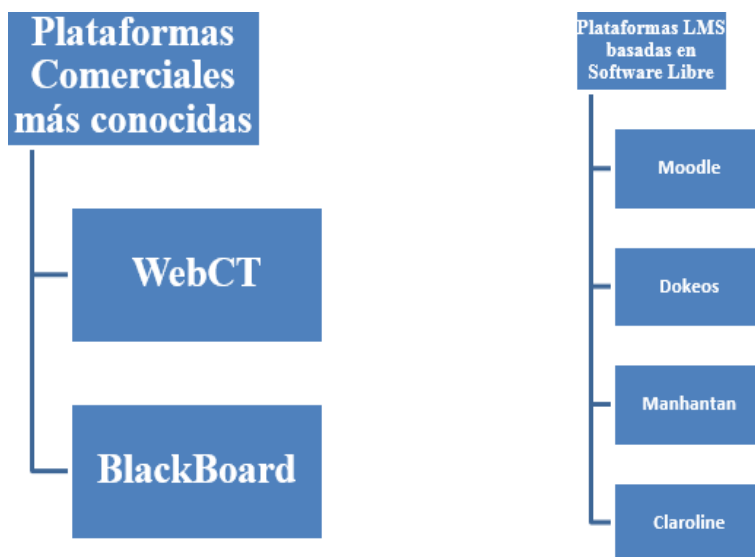 Plataformas
Comerciales
más conocidas
WebCT
BlackBoard
Plataformas LMS
basadas en
Software Libre
Moodle
Dokeos
Manhantan
Claroline